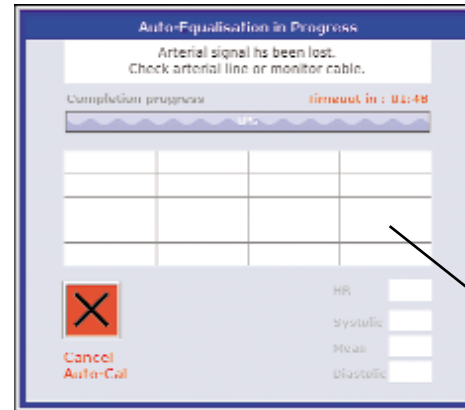 Auto-Equalisation in Progress
Arterial signal hs been lost.
Check arterial line or monitor cable.
Completion progress
Timeout in : 01:48
0%
HR
Systolic
Mean
Diastolic
Cancel
Auto-Cal